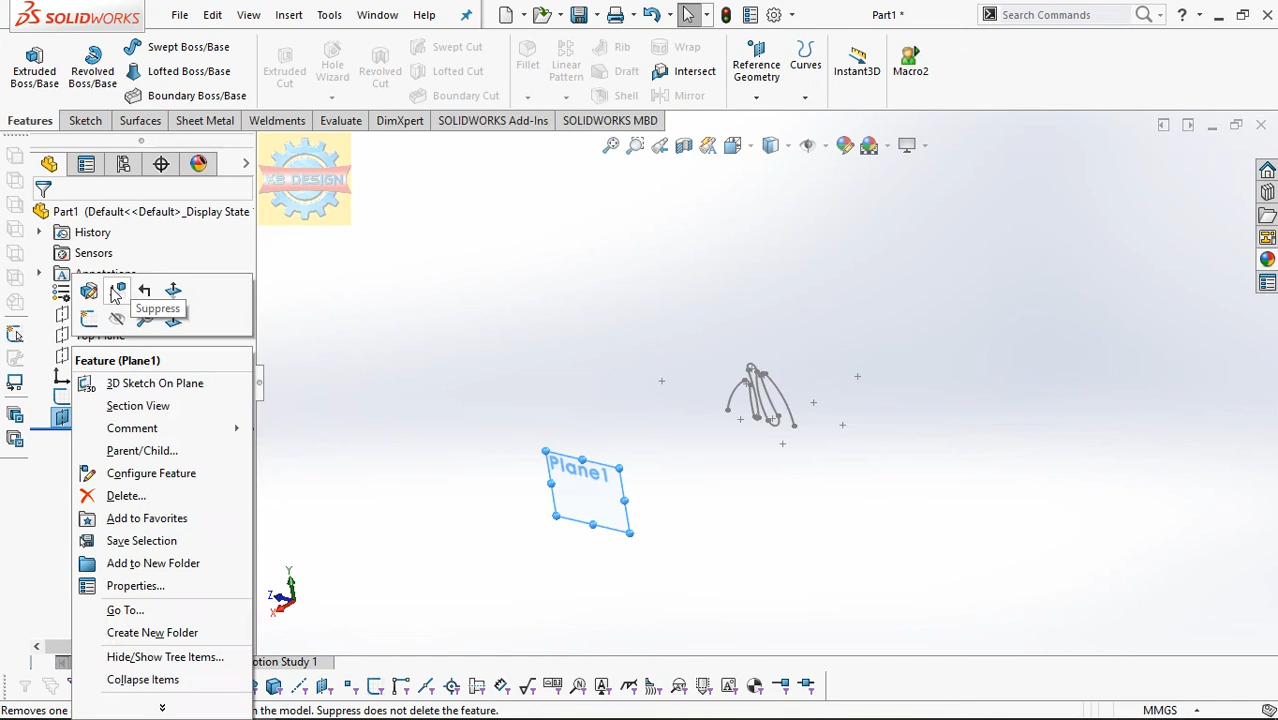 SOLIDWORKS
File Edit View Insert Tools Window Help
Part1 *
Search Commands
Extruded Boss/Base
Revolved Boss/Base
Swept Boss/Base
Lofted Boss/Base
Boundary Boss/Base
Extruded Cut
Hole Wizard
Revolved Cut
Swept Cut
Lofted Cut
Boundary Cut
Fillet
Linear Pattern
Rib
Draft
Shell
Wrap
Intersect
Mirror
Reference Geometry
Curves
Instant3D
Macro2
Features Sketch Surfaces Sheet Metal Weldments Evaluate DimXpert SOLIDWORKS Add-Ins SOLIDWORKS MBD
KB DESIGN
Part1 (Default<<Default>_Display State
History
Sensors
Annotations
Suppress
Top Plane
Feature (Plane1)
3D Sketch On Plane
Section View
Comment
Parent/Child...
Configure Feature
Delete...
Add to Favorites
Save Selection
Add to New Folder
Properties...
Go To...
Create New Folder
Hide/Show Tree Items...
Collapse Items
Plane1
Y
Z
X
otion Study 1
Removes one
n the model. Suppress does not delete the feature.
MMGS